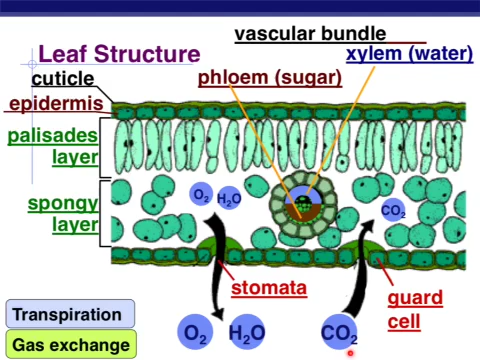 vascular bundle
Leaf Structure
xylem (water)
cuticle
phloem (sugar)
epidermis
palisades
layer
spongy
layer
O2
H2O
CO2
stomata
guard
cell
Transpiration
Gas exchange
O2
H2O
CO2